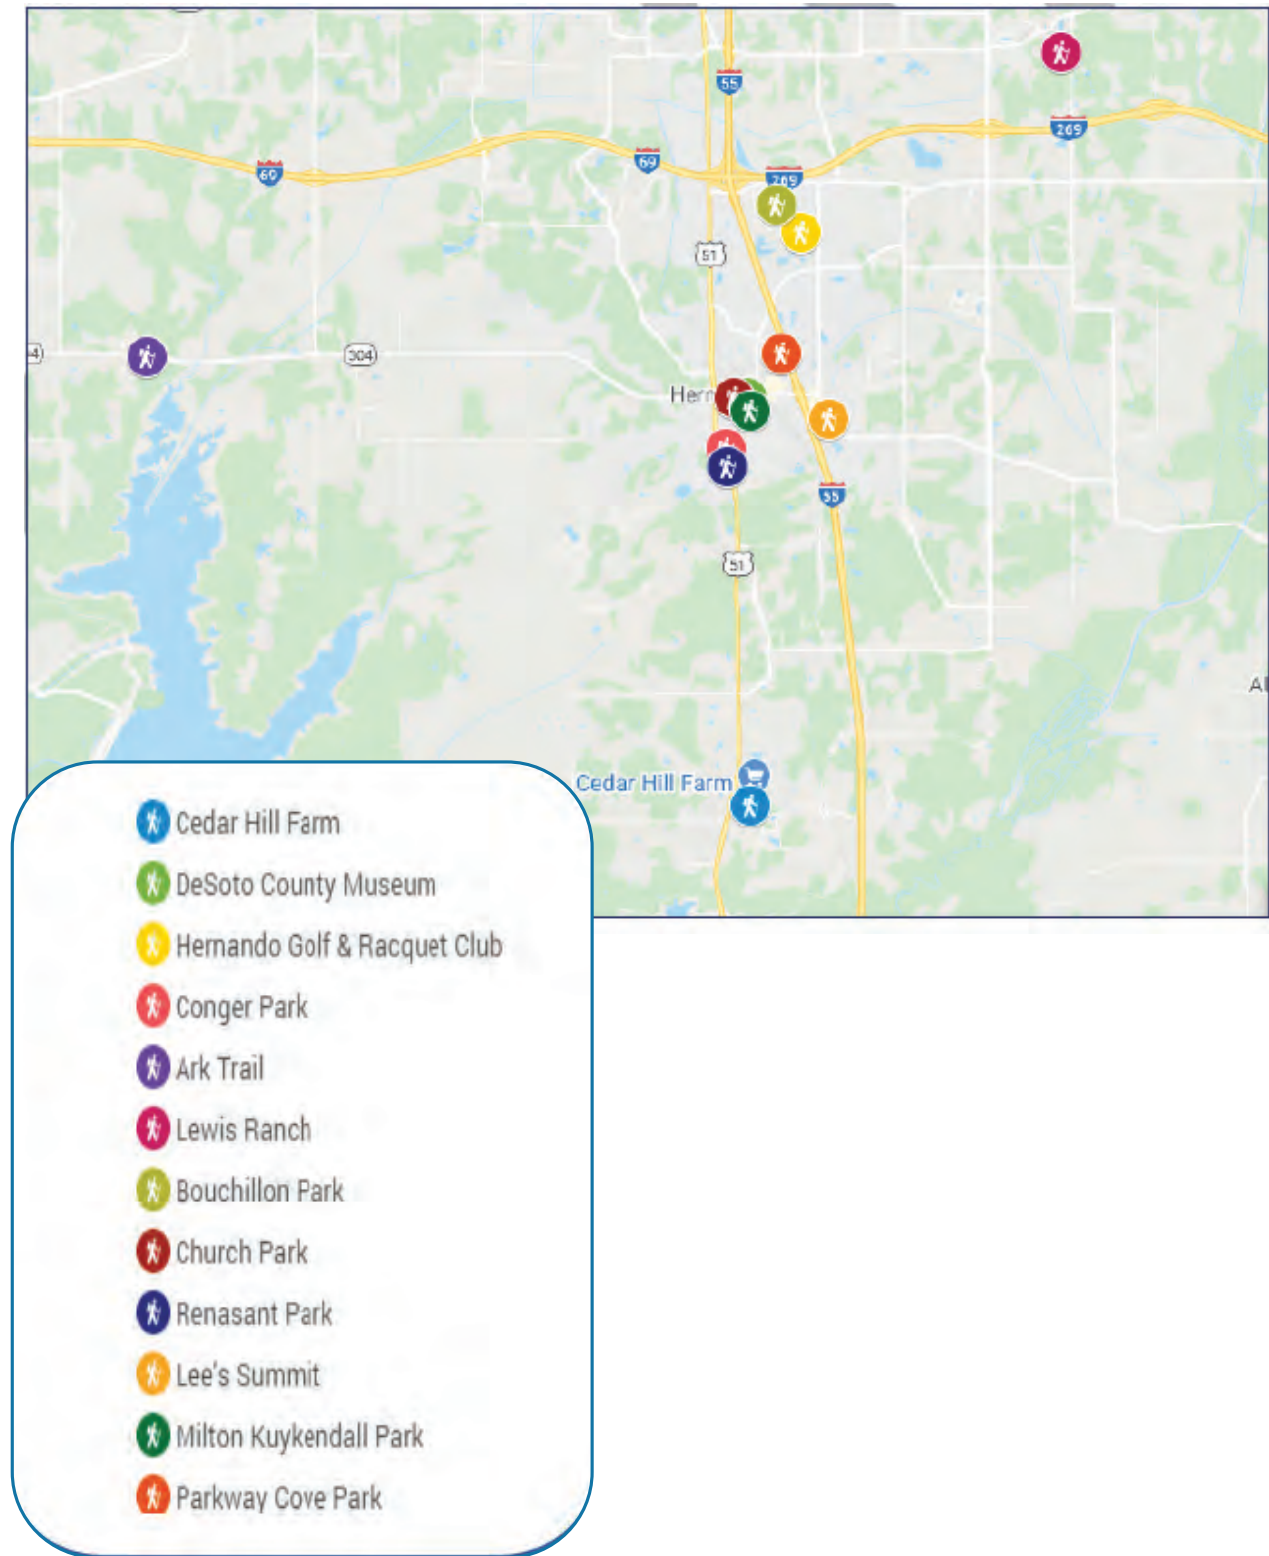 55
269
69
69
269
51
4)
304
Hern
55
51
Al
Cedar Hill Farm
Cedar Hill Farm
DeSoto County Museum
Hernando Golf & Racquet Club
Conger Park
Ark Trail
Lewis Ranch
Bouchillon Park
Church Park
Renasant Park
Lee's Summit
Milton Kuykendall Park
Parkway Cove Park